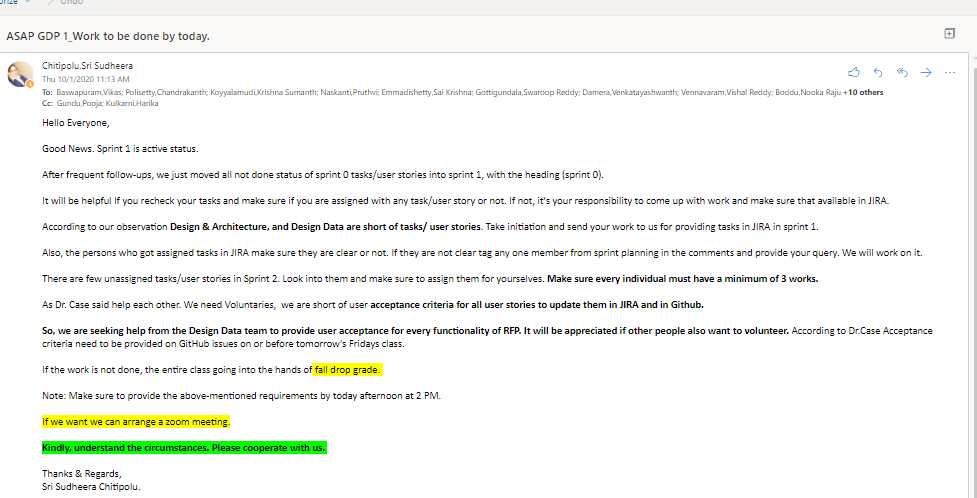 Undo
ASAP GDP 1_Work to be done by today.
Chitipolu,Sri Sudheera
Thu 10/1/2020 11:13 AM
To: Baswapuram,Vikas; Polisetty,Chandrakanth; Koyyalamudi,Krishna Sumanth; Naskanti,Pruthvi; Emmadishetty,Sai Krishna; Gottigundala,Swaroop Reddy; Damera,Venkatayashwanth; Vennavaram,Vishal Reddy; Boddu,Nooka Raju +10 others
Cc: Gundu,Pooja; Kulkarni,Harika
Hello Everyone,
Good News. Sprint 1 is active status.
After frequent follow-ups, we just moved all not done status of sprint 0 tasks/user stories into sprint 1, with the heading (sprint 0).
It will be helpful If you recheck your tasks and make sure if you are assigned with any task/user story or not. If not, it's your responsibility to come up with work and make sure that available in JIRA.
According to our observation Design & Architecture, and Design Data are short of tasks/ user stories. Take initiation and send your work to us for providing tasks in JIRA in sprint 1.
Also, the persons who got assigned tasks in JIRA make sure they are clear or not. If they are not clear tag any one member from sprint planning in the comments and provide your query. We will work on it.
There are few unassigned tasks/user stories in Sprint 2. Look into them and make sure to assign them for yourselves. Make sure every individual must have a minimum of 3 works.
As Dr. Case said help each other. We need Voluntaries, we are short of user acceptance criteria for all user stories to update them in JIRA and in Github.
So, we are seeking help from the Design Data team to provide user acceptance for every functionality of RFP. It will be appreciated if other people also want to volunteer. According to Dr.Case Acceptance
criteria need to be provided on GitHub issues on or before tomorrow's Fridays class.
If the work is not done, the entire class going into the hands of fall drop grade.
Note: Make sure to provide the above-mentioned requirements by today afternoon at 2 PM.
If we want we can arrange a zoom meeting.
Kindly, understand the circumstances. Please cooperate with us.
Thanks & Regards,
Sri Sudheera Chitipolu.